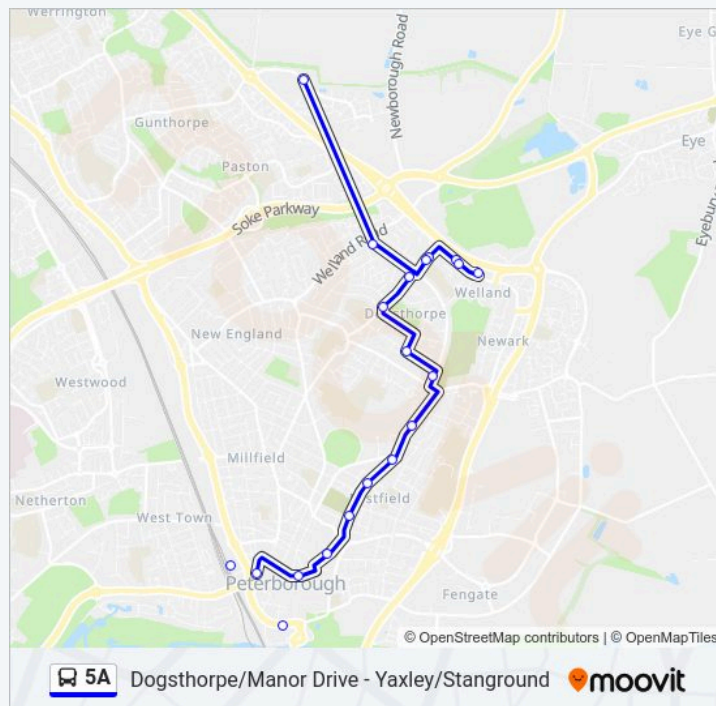 Werrington
Newborough Road
Eye G
Gunthorpe
Eye
Paston
Eyebury
Soke Parkway
Welland Road
Welland
Dogsthorpe
New England
Newark
Westwood
Millfield
Netherton
West Town
stfield
Peterborough
Fengate
© OpenStreetMap contributors | © OpenMapTiles
5A Dogsthorpe/Manor Drive - Yaxley/Stanground moovit